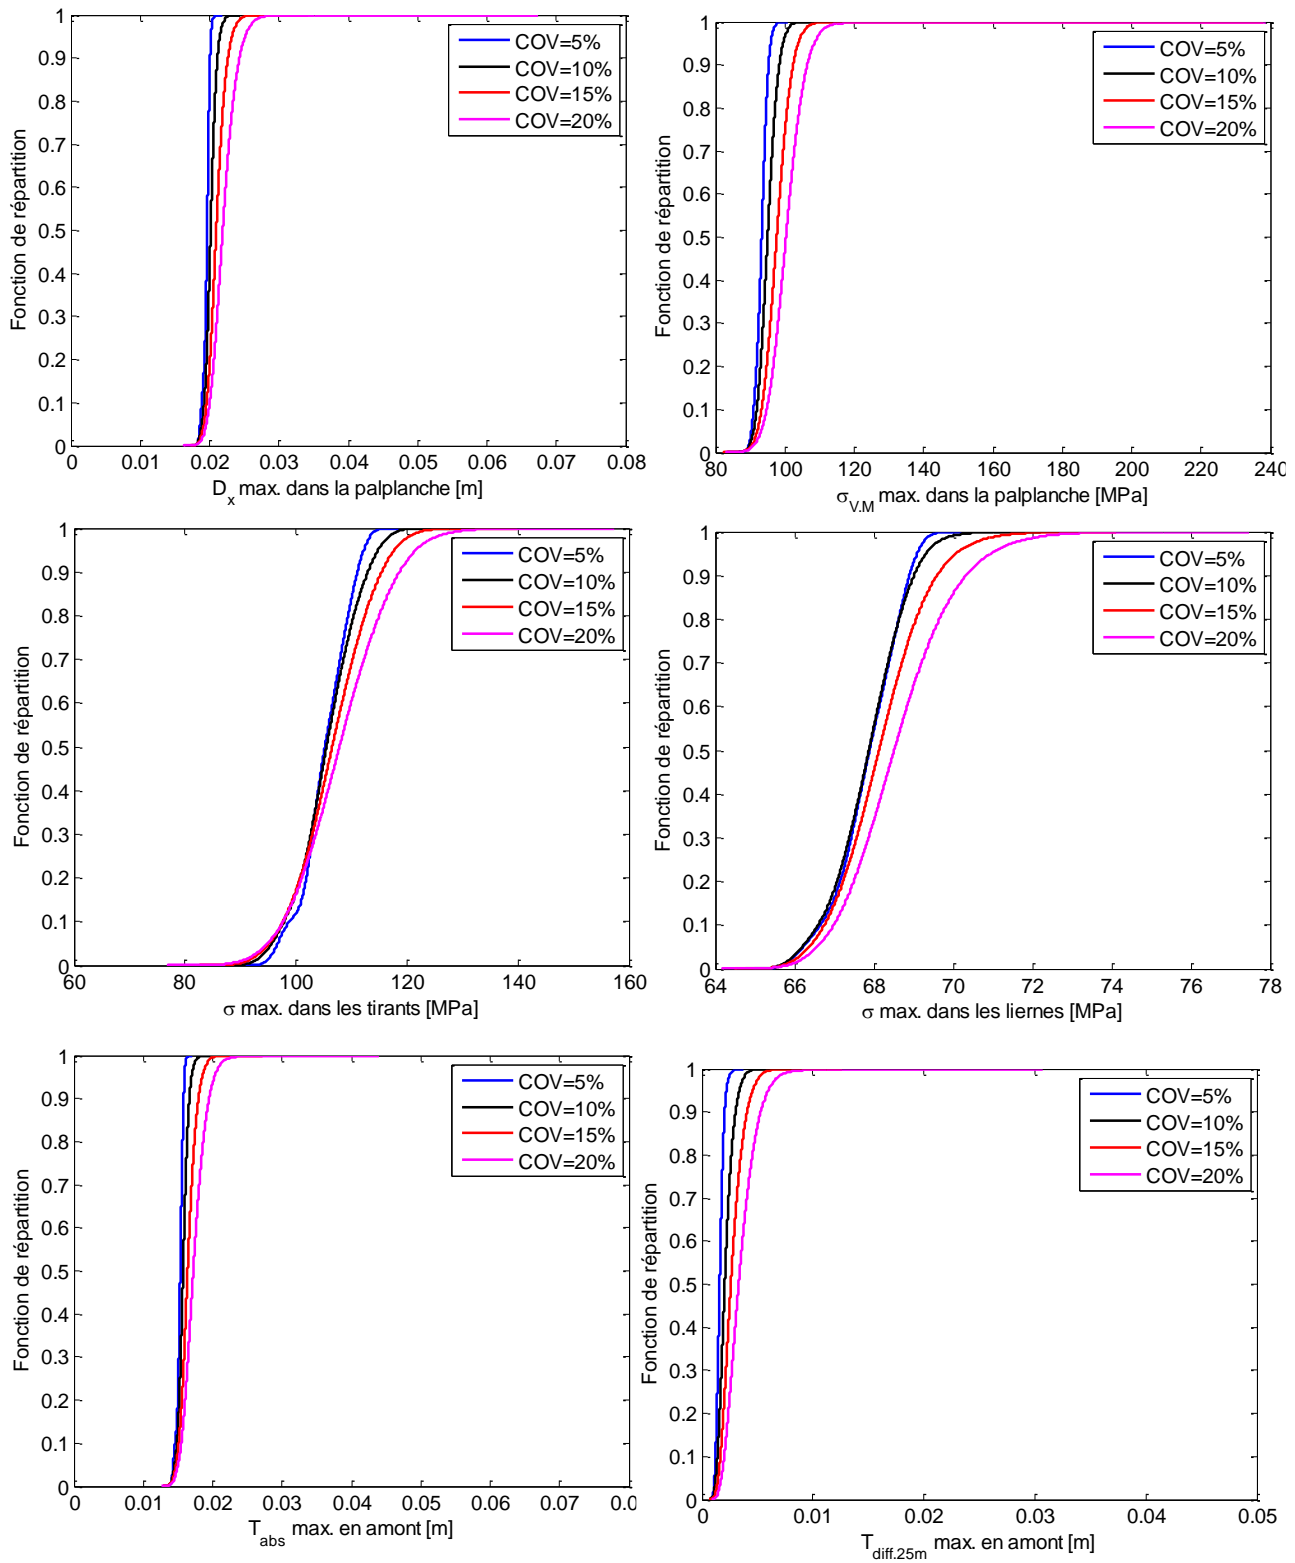 1
0.9
0.8
0.7
0.6
0.5
0.4
0.3
0.2
0.1
0
Fonction de répartition
COV=5%
COV=10%
COV=15%
COV=20%
0 0.01 0.02 0.03 0.04 0.05 0.06 0.07 0.08
Dx max. dans la palplanche [m]
1
0.9
0.8
0.7
0.6
0.5
0.4
0.3
0.2
0.1
0
Fonction de répartition
COV=5%
COV=10%
COV=15%
COV=20%
80 100 120 140 160 180 200 220 240
σV.M max. dans la palplanche [MPa]
1
0.9
0.8
0.7
0.6
0.5
0.4
0.3
0.2
0.1
0
Fonction de répartition
COV=5%
COV=10%
COV=15%
COV=20%
60 80 100 120 140 160
σ max. dans les tirants [MPa]
1
0.9
0.8
0.7
0.6
0.5
0.4
0.3
0.2
0.1
0
Fonction de répartition
COV=5%
COV=10%
COV=15%
COV=20%
64 66 68 70 72 74 76 78
σ max. dans les liernes [MPa]
1
0.9
0.8
0.7
0.6
0.5
0.4
0.3
0.2
0.1
0
Fonction de répartition
COV=5%
COV=10%
COV=15%
COV=20%
0 0.01 0.02 0.03 0.04 0.05 0.06 0.07
Tabs max. en amont [m]
1
0.9
0.8
0.7
0.6
0.5
0.4
0.3
0.2
0.1
0
Fonction de répartition
COV=5%
COV=10%
COV=15%
COV=20%
0 0.01 0.02 0.03 0.04 0.05
Tdiff.25m max. en amont [m]